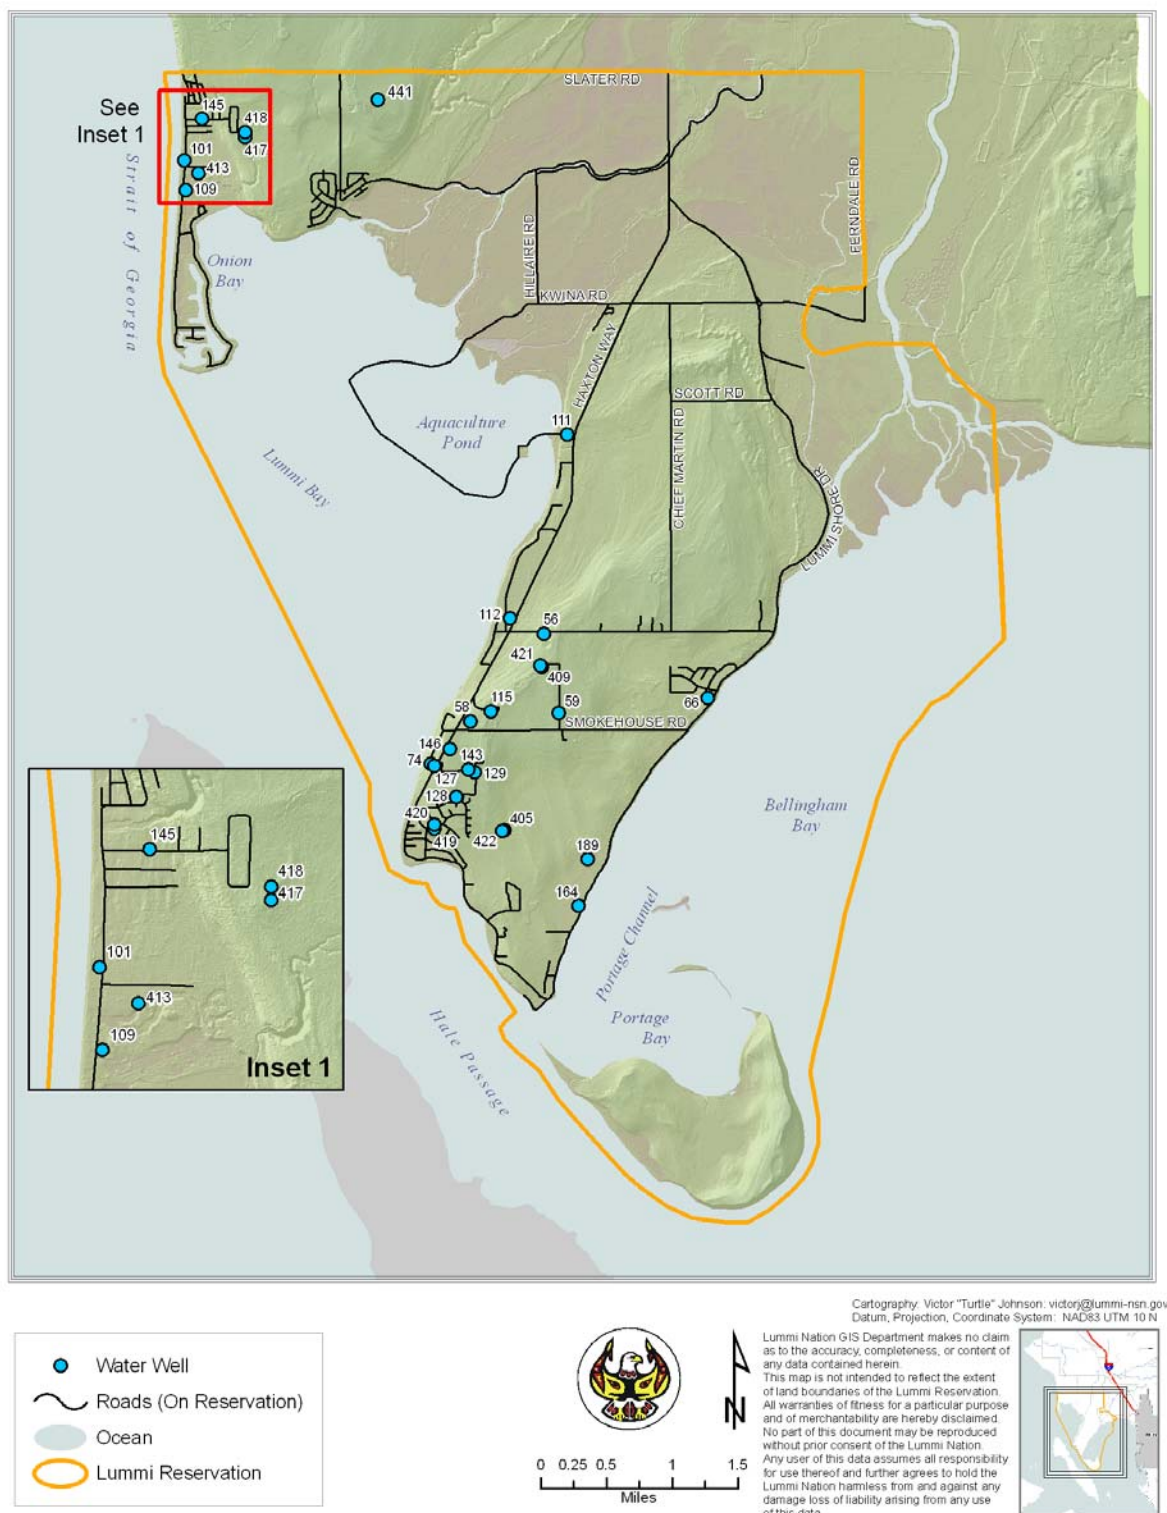 SLATER RD
441
See
Inset 1
145
418
417
101
413
109
Strait of Georgia
Onion
Bay
HILLAIRE RD
FERNDALE RD
KWINA RD
HAXTON WAY
SCOTT RD
Aquaculture
Pond
111
CHIEF MARTIN RD
Lummi Bay
LUMMI SHORE DR
112
56
421
409
115
59
66
58
SMOKEHOUSE RD
146
74
143
127
129
128
420
405
419
422
Bellingham
Bay
189
164
Portage Channel
Portage
Bay
Hale Passage
145
418
417
101
413
109
Inset 1
Cartography: Victor "Turtle" Johnson: victorj@lummi-nsn.gov
Datum, Projection, Coordinate System: NAD83 UTM 10 N
Water Well
Roads (On Reservation)
Ocean
Lummi Reservation
N
0 0.25 0.5 1 1.5
Miles
Lummi Nation GIS Department makes no claim
as to the accuracy, completeness, or content of
any data contained herein.
This map is not intended to reflect the extent
of land boundaries of the Lummi Reservation.
All warranties of fitness for a particular purpose
and of merchantability are hereby disclaimed.
No part of this document may be reproduced
without prior consent of the Lummi Nation.
Any user of this data assumes all responsibility
for use thereof and further agrees to hold the
Lummi Nation harmless from and against any
damage loss of liability arising from any use
of this data